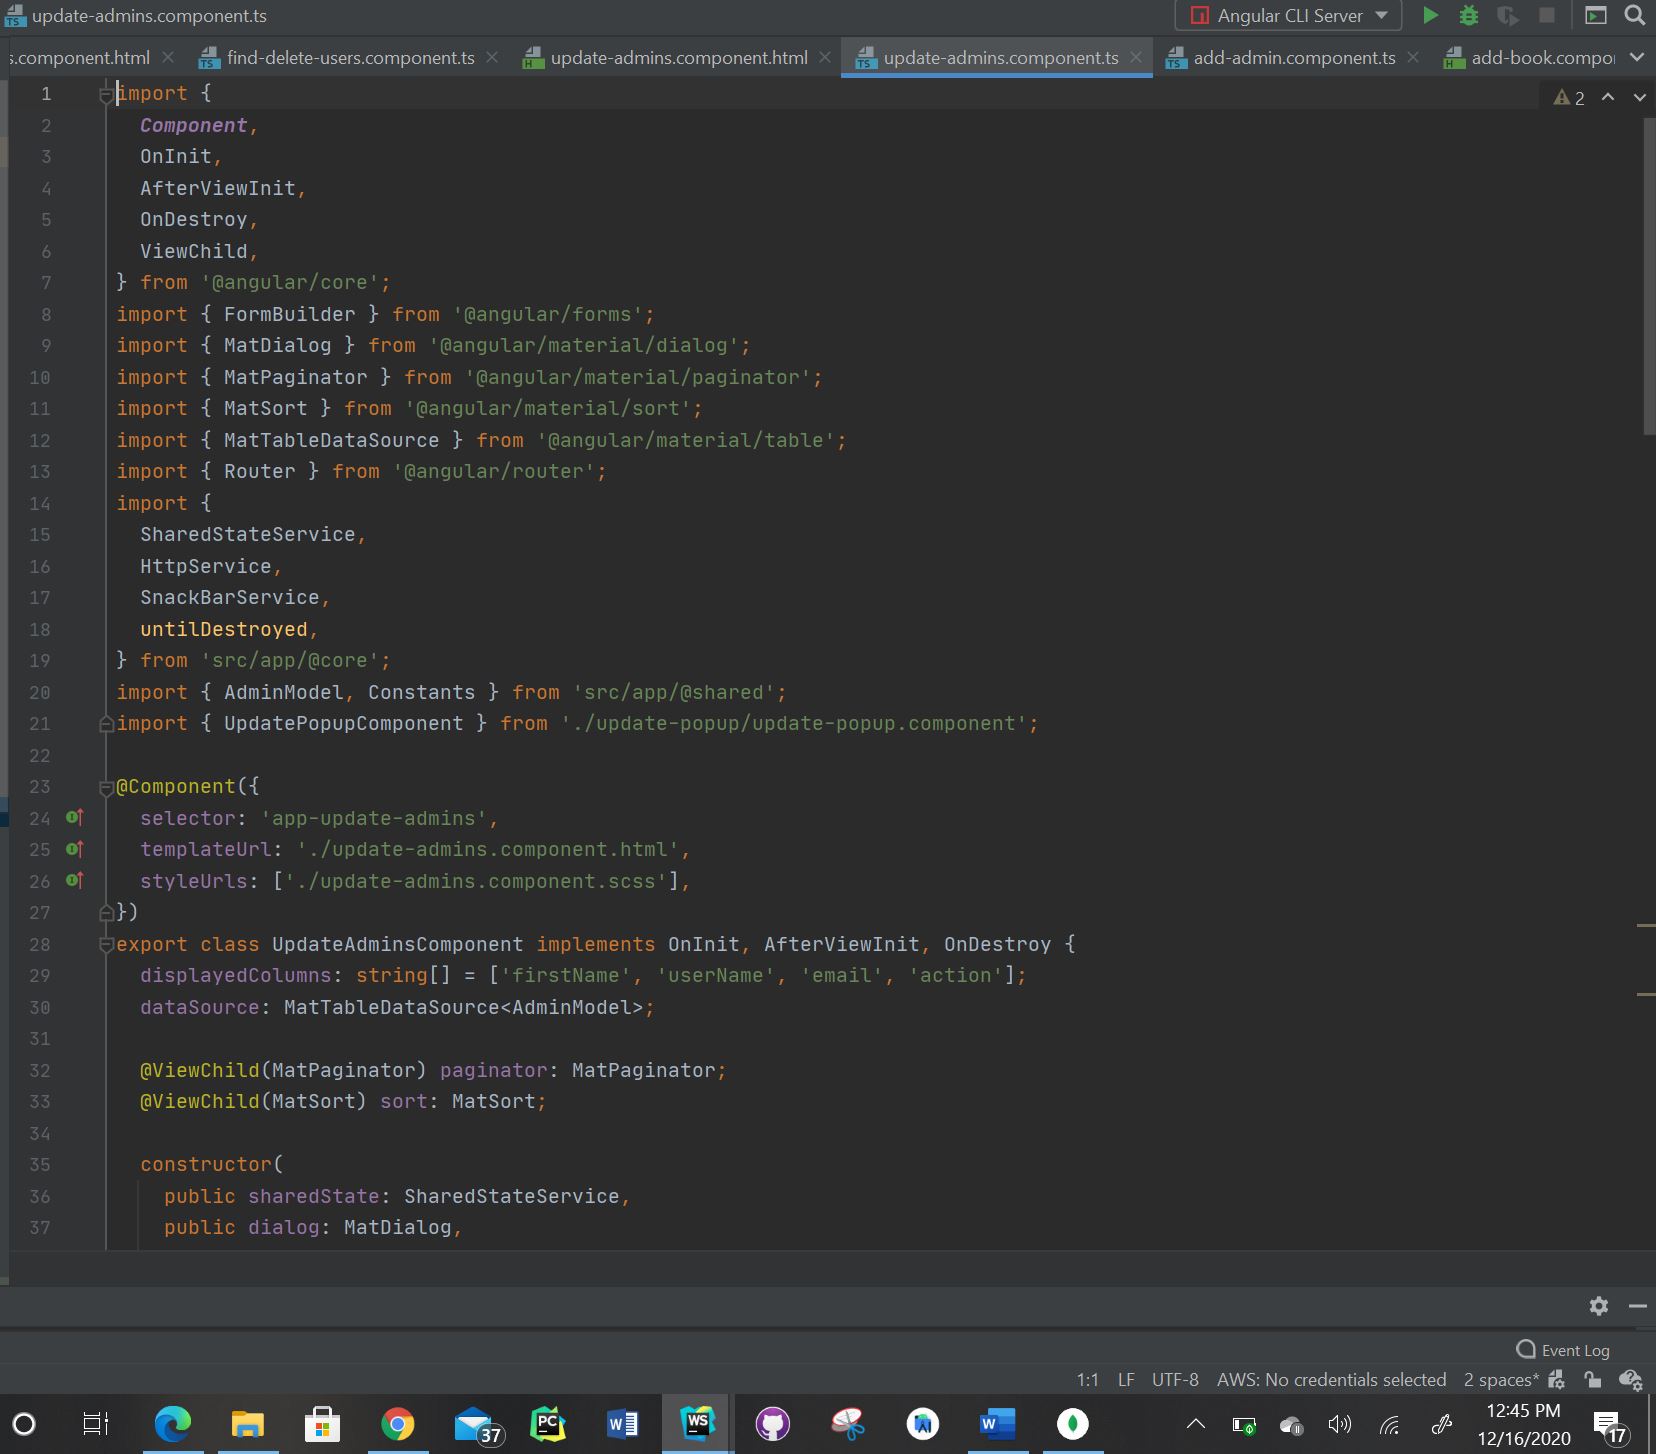 update-admins.component.ts
Angular CLI Server
s.component.html
find-delete-users.component.ts
update-admins.component.html
update-admins.component.ts
add-admin.component.ts
add-book.compo
2
1 import {
2 Component,
3 OnInit,
4 AfterViewInit,
5 OnDestroy,
6 ViewChild,
7 } from '@angular/core';
8 import { FormBuilder } from '@angular/forms';
9 import { MatDialog } from '@angular/material/dialog';
10 import { MatPaginator } from '@angular/material/paginator';
11 import { MatSort } from '@angular/material/sort';
12 import { MatTableDataSource } from '@angular/material/table';
13 import { Router } from '@angular/router';
14 import {
15 SharedStateService,
16 HttpService,
17 SnackBarService,
18 untilDestroyed,
19 } from 'src/app/@core';
20 import { AdminModel, Constants } from 'src/app/@shared';
21 import { UpdatePopupComponent } from './update-popup/update-popup.component';
22
23 @Component({
24 selector: 'app-update-admins',
25 templateUrl: './update-admins.component.html',
26 styleUrls: ['./update-admins.component.scss'],
27 })
28 export class UpdateAdminsComponent implements OnInit, AfterViewInit, OnDestroy {
29 displayedColumns: string[] = ['firstName', 'userName', 'email', 'action'];
30 dataSource: MatTableDataSource<AdminModel>;
31
32 @ViewChild(MatPaginator) paginator: MatPaginator;
33 @ViewChild(MatSort) sort: MatSort;
34
35 constructor(
36 public sharedState: SharedStateService,
37 public dialog: MatDialog,
Event Log
1:1 LF UTF-8 AWS: No credentials selected 2 spaces*
37
PC
W
WS
W
12:45 PM
12/16/2020
17